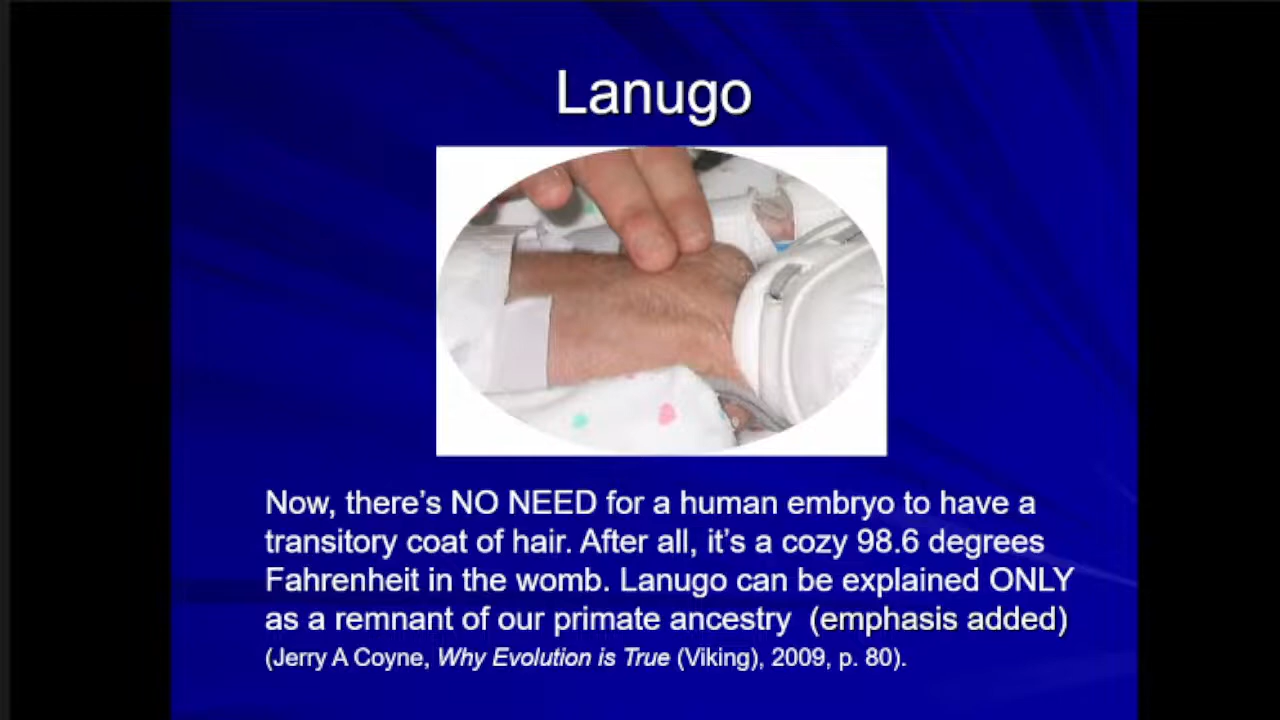 Lanugo
Now, there’s NO NEED for a human embryo to have a
transitory coat of hair. After all, it’s a cozy 98.6 degrees
Fahrenheit in the womb. Lanugo can be explained ONLY
as a remnant of our primate ancestry (emphasis added)
(Jerry A Coyne, Why Evolution is True (Viking), 2009, p. 80).